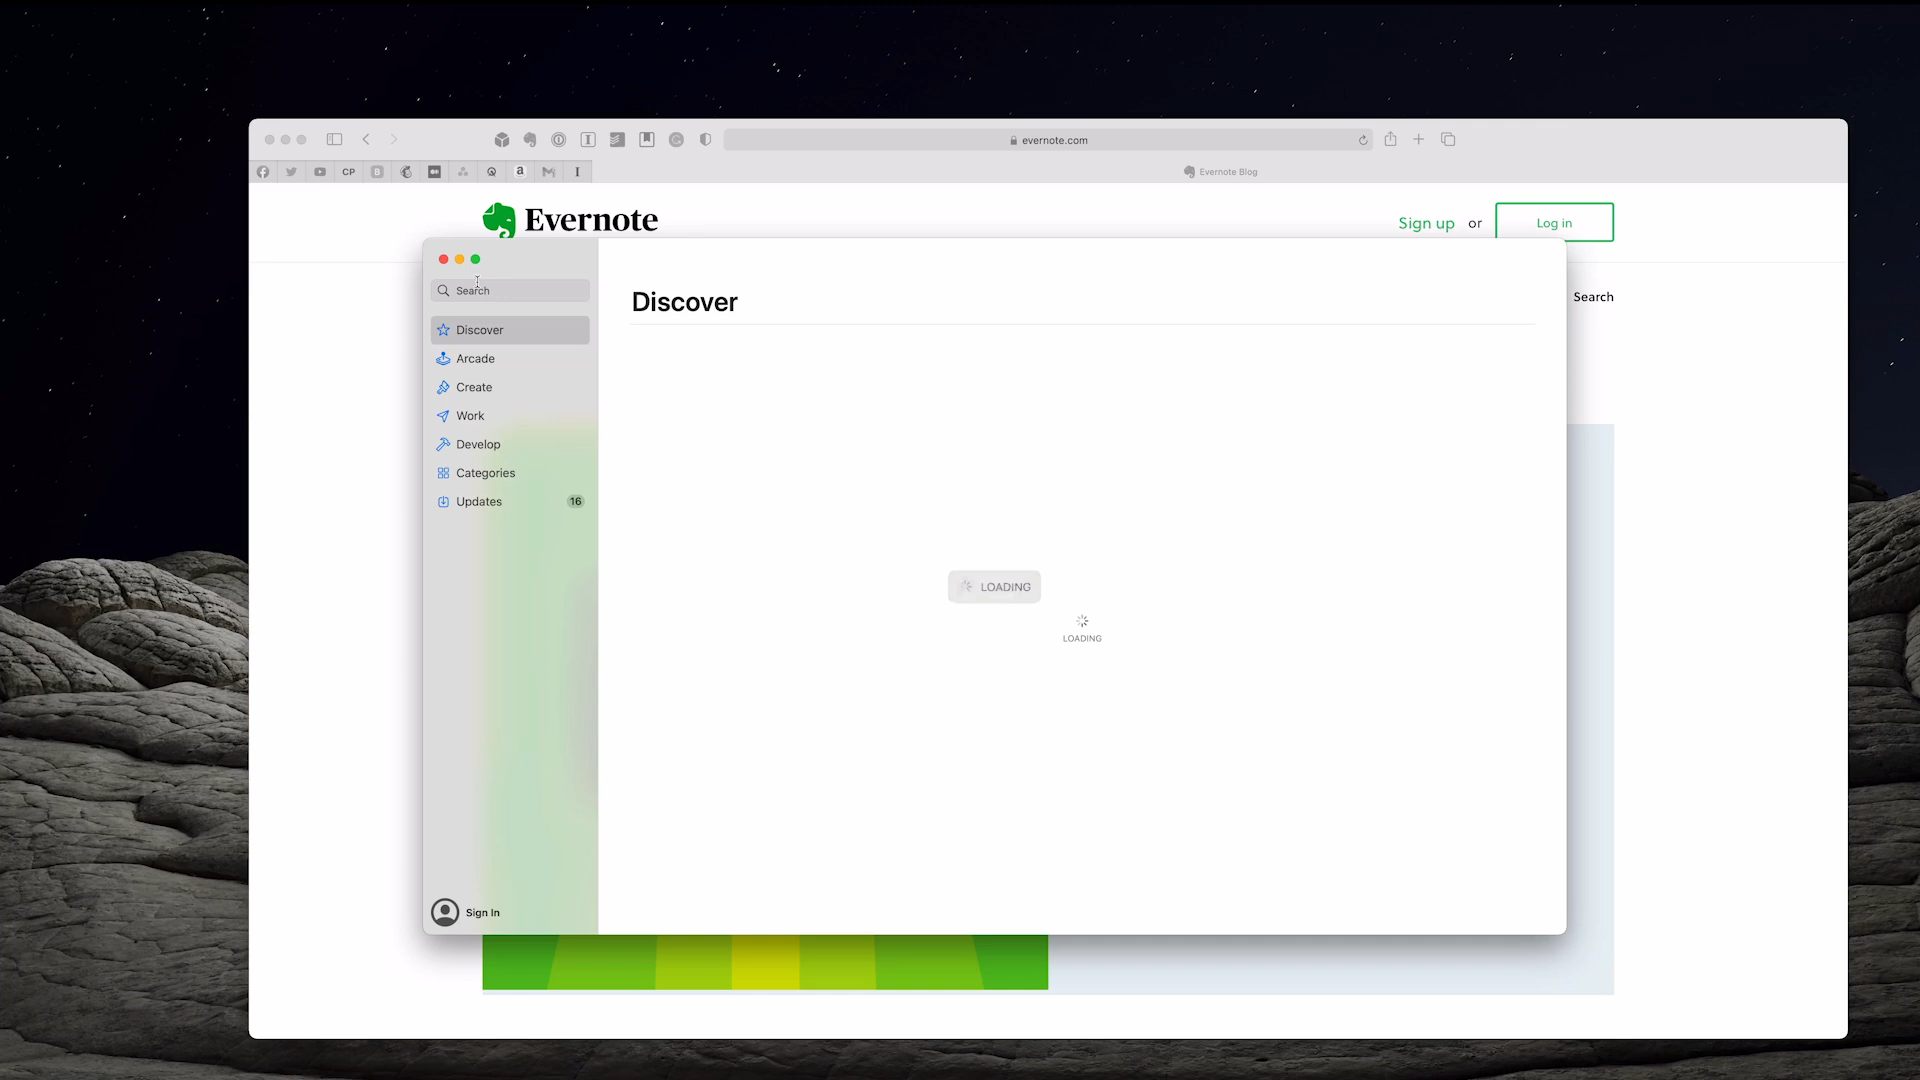 evernote.com
CP
a
I
Evernote Blog
Evernote
Sign up or
Log in
Search
Search
Discover
Discover
Arcade
Create
Work
Develop
Categories
Updates 16
LOADING
LOADING
Sign In